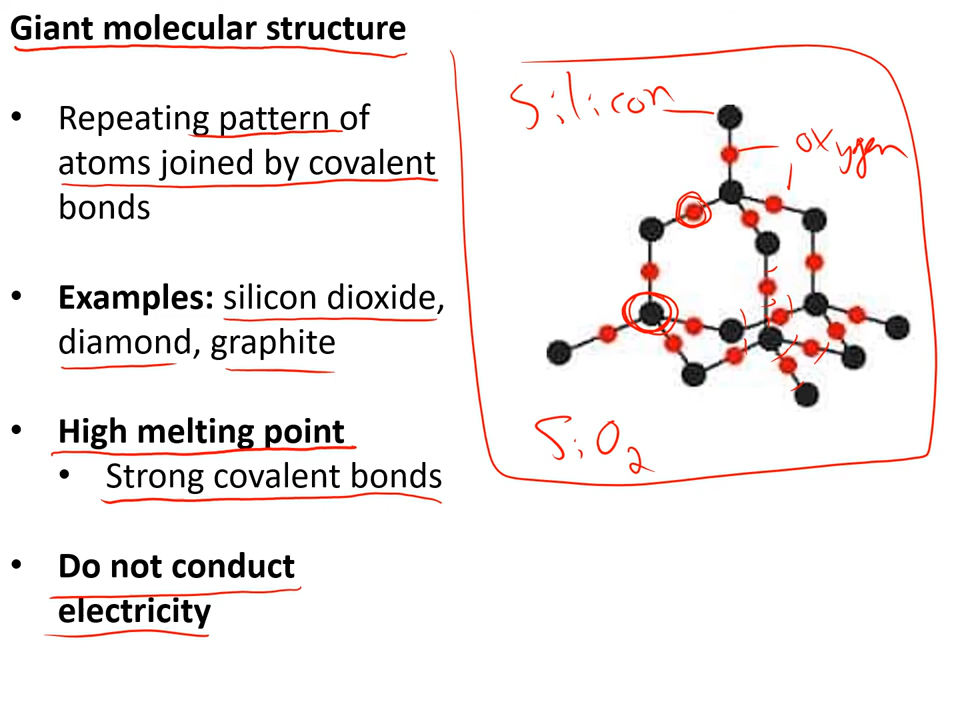 Giant molecular structure
• Repeating pattern of
atoms joined by covalent
bonds
• Examples: silicon dioxide,
diamond, graphite
• High melting point
• Strong covalent bonds
• Do not conduct
electricity
Silicon
oxygen
SiO2